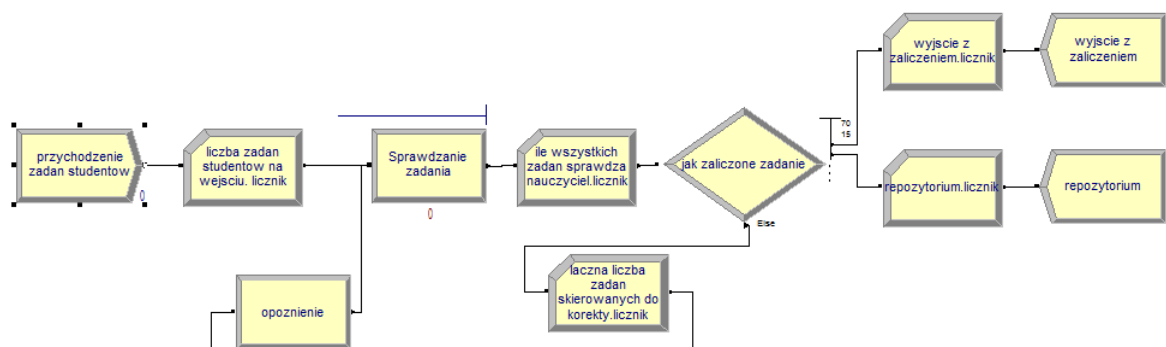 wyjscie z
zaliczeniem.licznik
wyjscie z
zaliczeniem
przychodzenie
zadan studentow
0
liczba zadan
studentow na
wejsciu. licznik
Sprawdzanie
zadania
0
ile wszystkich
zadan sprawdza
nauczyciel.licznik
jak zaliczone zadanie
70
15
Else
repozytorium.licznik
repozytorium
opoznienie
laczna liczba
zadan
skierowanych do
korekty.licznik